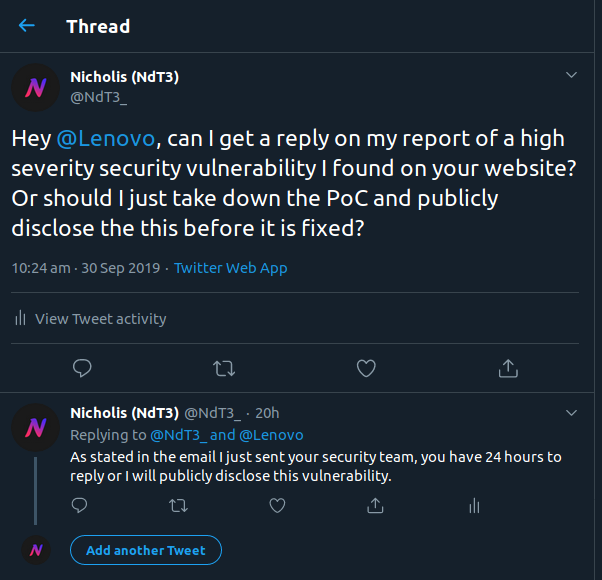 Thread
Nicholis (NdT3)
@NdT3_
Hey @Lenovo, can I get a reply on my report of a high
severity security vulnerability I found on your website?
Or should I just take down the PoC and publicly
disclose the this before it is fixed?
10:24 am · 30 Sep 2019 · Twitter Web App
View Tweet activity
Nicholis (NdT3) @NdT3_ · 20h
Replying to @NdT3_ and @Lenovo
As stated in the email I just sent your security team, you have 24 hours to
reply or I will publicly disclose this vulnerability.
Add another Tweet